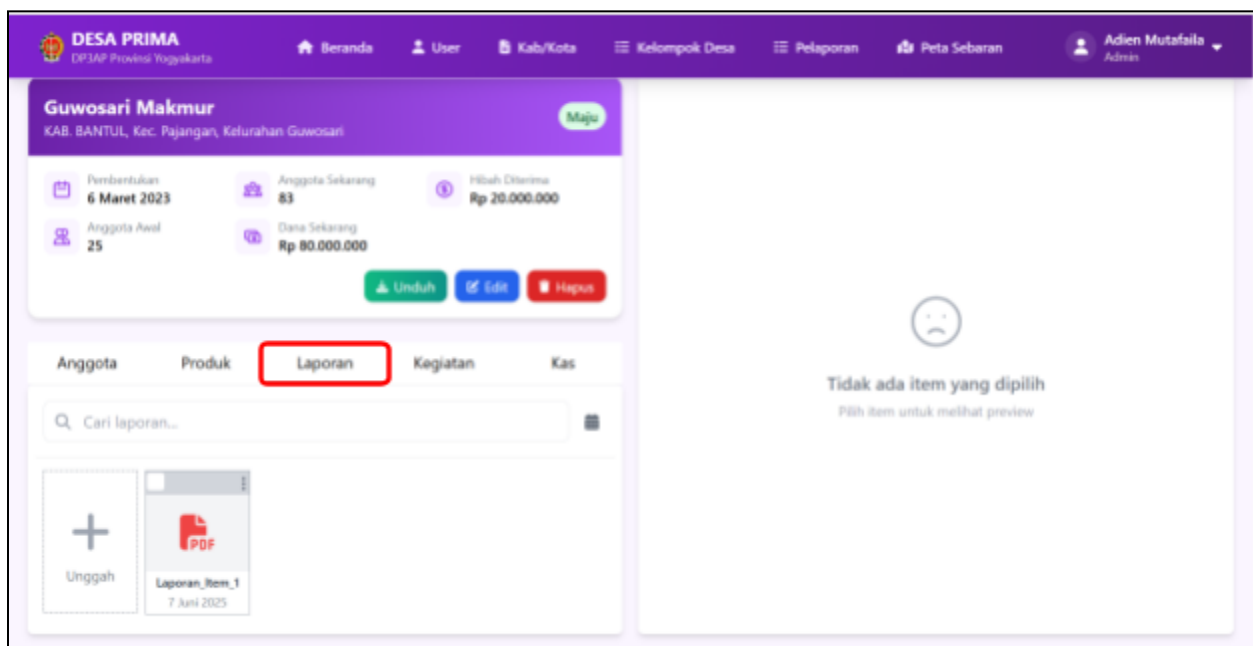 DESA PRIMA
DP3AP Provinsi Yogyakarta
Beranda
User
Kab/Kota
Kelompok Desa
Pelaporan
Peta Sebaran
Adien Mutafaila
Admin
Guwosari Makmur
KAB. BANTUL, Kec. Pajangan, Kelurahan Guwosari
Maju
Pembentukan
6 Maret 2023
Anggota Sekarang
83
Hibah Diterima
Rp 20.000.000
Anggota Awal
25
Dana Sekarang
Rp 80.000.000
Unduh
Edit
Hapus
Anggota
Produk
Laporan
Kegiatan
Kas
Cari laporan...
Unggah
PDF
Laporan_Item_1
7 Juni 2025
Tidak ada item yang dipilih
Pilih item untuk melihat preview